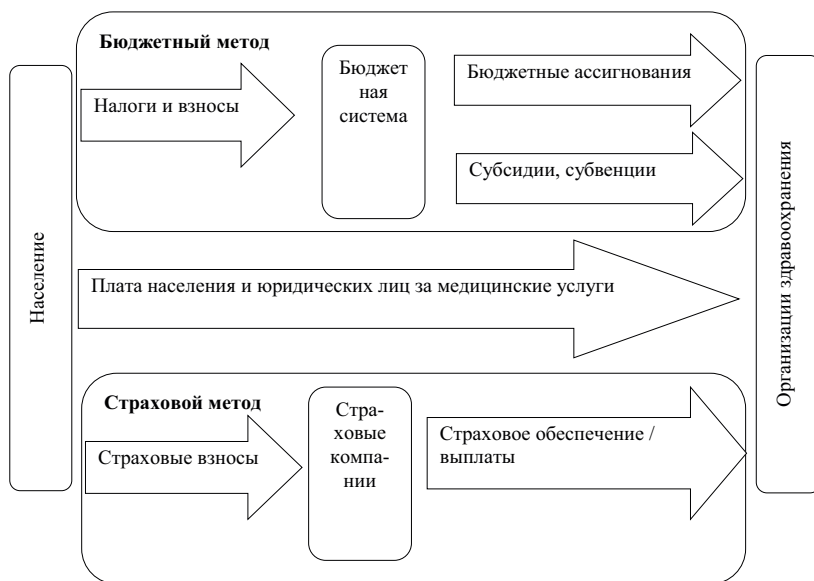 Население
Бюджетный метод
Налоги и взносы
Бюджет
ная
система
Бюджетные ассигнования
Субсидии, субвенции
Плата населения и юридических лиц за медицинские услуги
Страховой метод
Страховые взносы
Стра-
ховые
компа-
нии
Страховое обеспечение /
выплаты
Организации здравоохранения